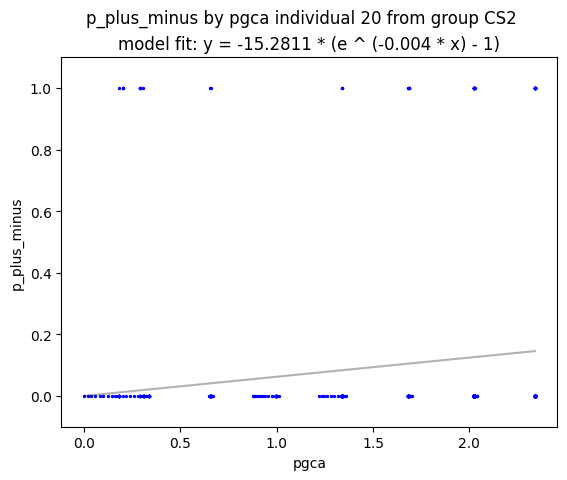 p_plus_minus by pgca individual 20 from group CS2
model fit: y = -15.2811 * (e ^ (-0.004 * x) - 1)
1.0
0.8
0.6
0.4
0.2
0.0
p_plus_minus
0.0 0.5 1.0 1.5 2.0
pgca